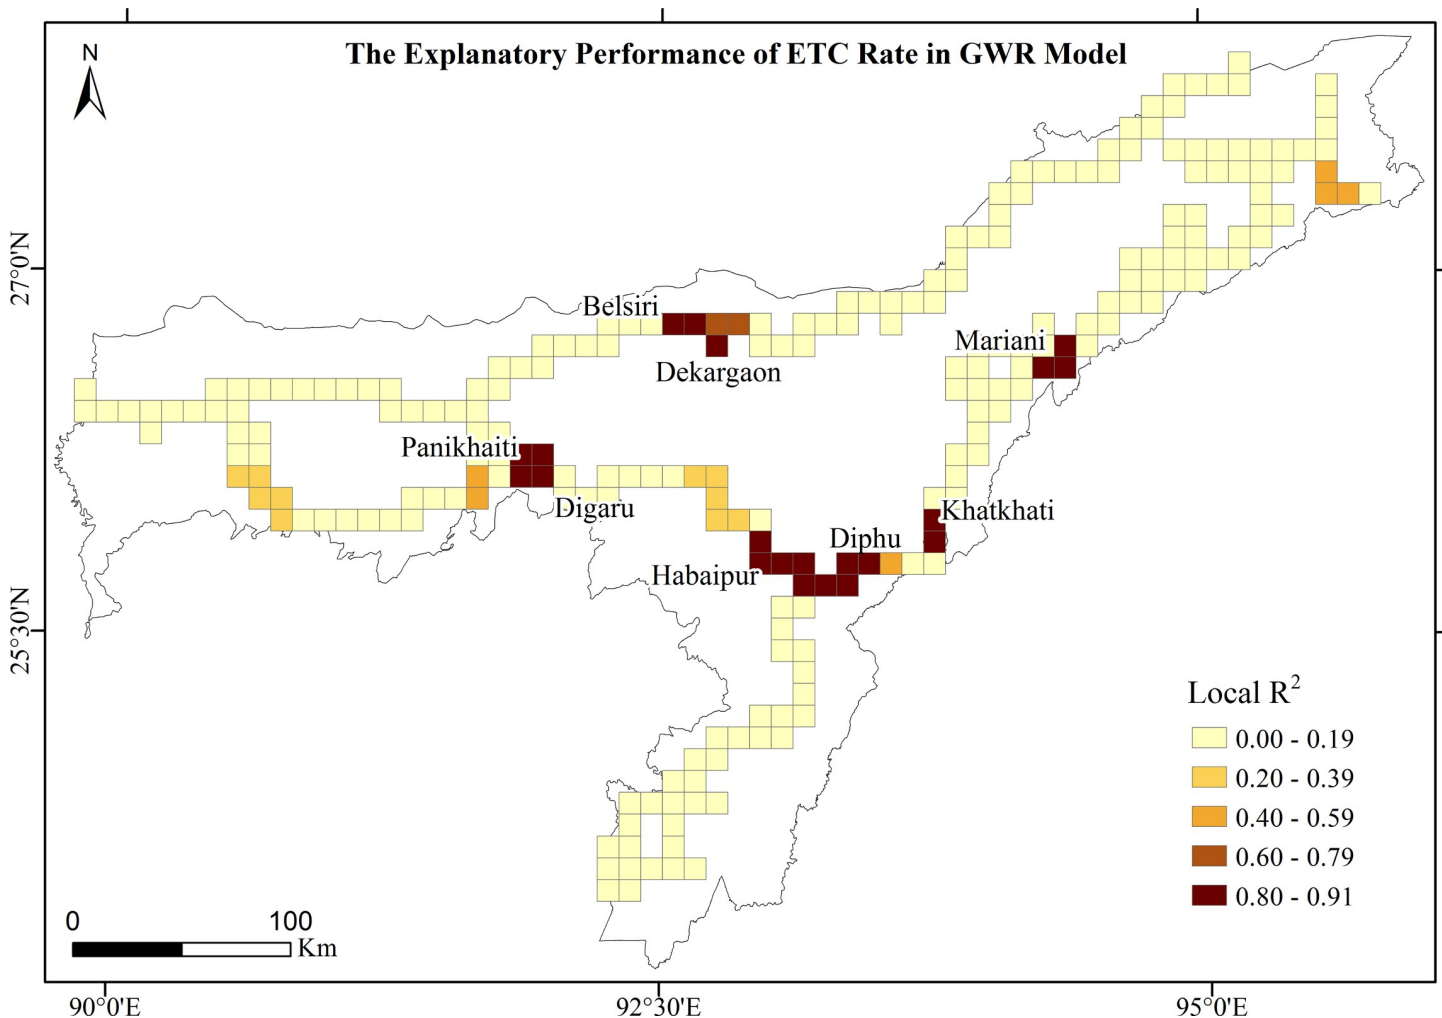 The Explanatory Performance of ETC Rate in GWR Model
N
27°0'N
25°30'N
Belsiri
Dekargaon
Mariani
Panikhaiti
Digaru
Khatkhati
Diphu
Habaipur
Local R²
0.00 - 0.19
0.20 - 0.39
0.40 - 0.59
0.60 - 0.79
0.80 - 0.91
0 100
Km
90°0'E 92°30'E 95°0'E